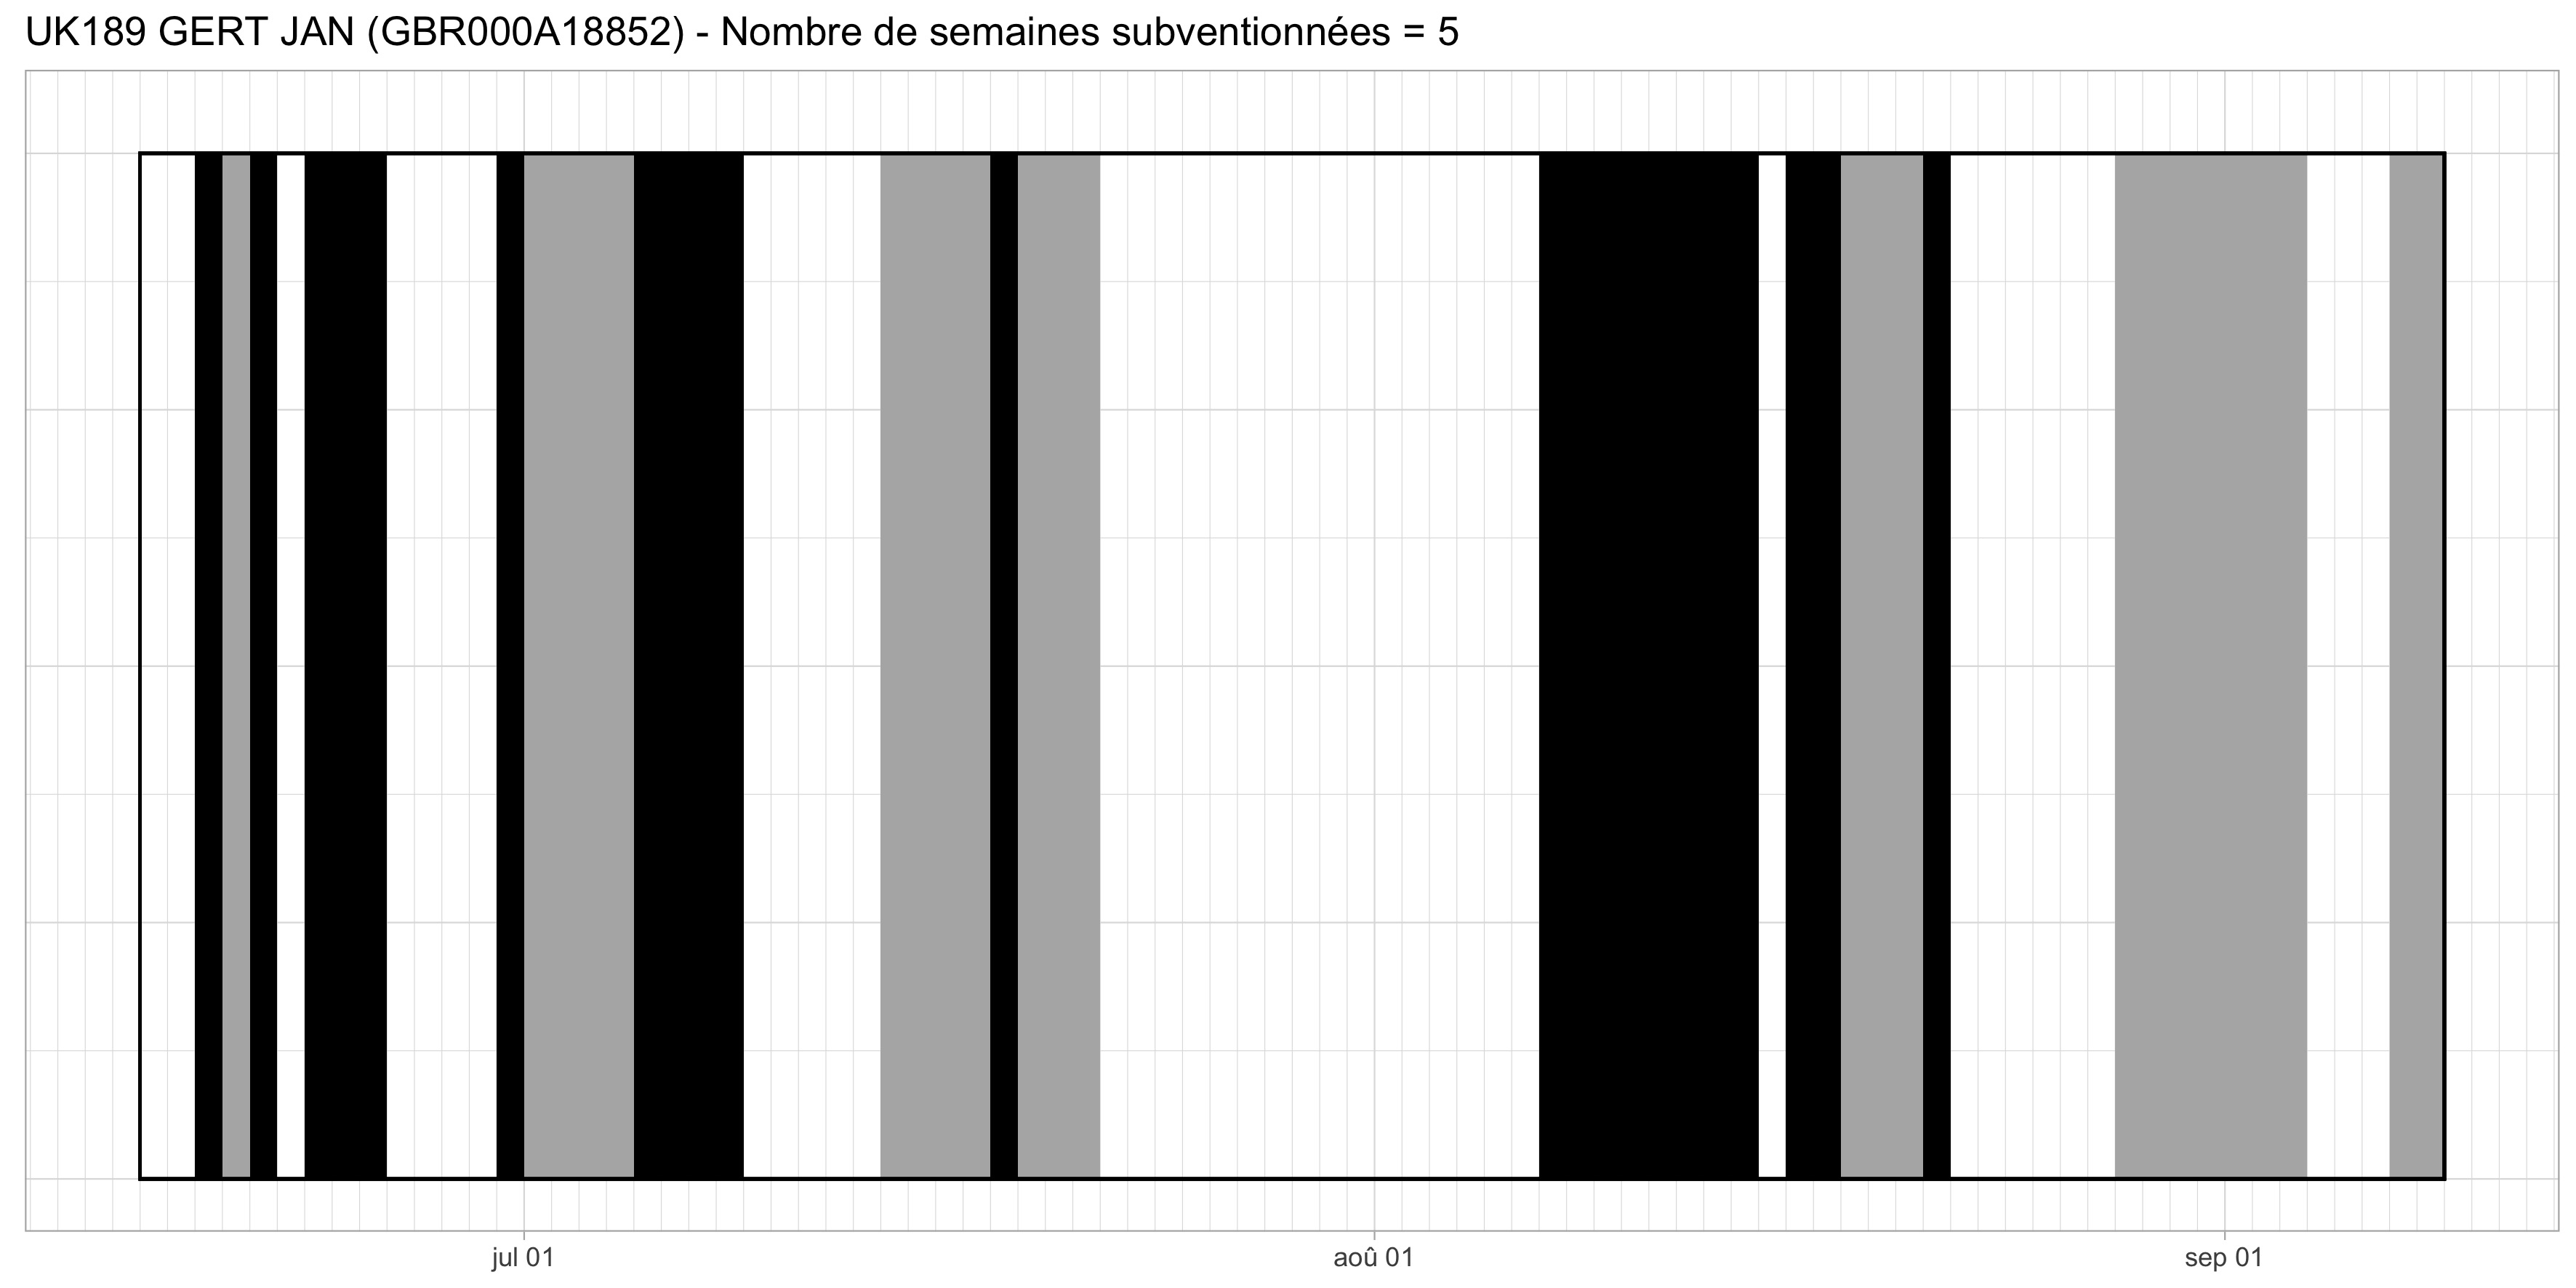 UK189 GERT JAN (GBR000A18852) - Nombre de semaines subventionnées = 5
jul 01
aoû 01
sep 01